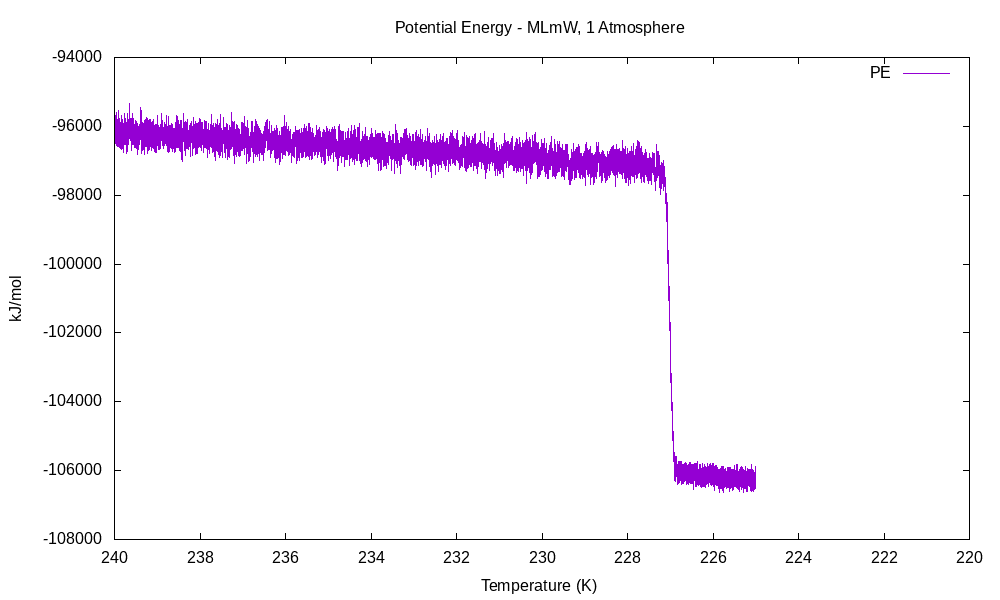 Potential Energy - MLmW, 1 Atmosphere
-94000
PE
-96000
-98000
-100000
kJ/mol
-102000
-104000
-106000
-108000
240 238 236 234 232 230 228 226 224 222 220
Temperature (K)